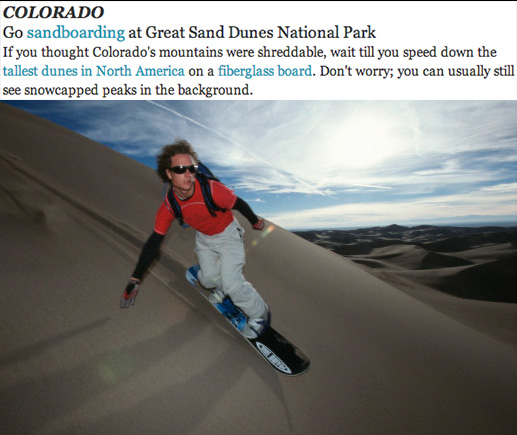 COLORADO
Go sandboarding at Great Sand Dunes National Park
If you thought Colorado's mountains were shreddable, wait till you speed down the
tallest dunes in North America on a fiberglass board. Don't worry; you can usually still
see snowcapped peaks in the background.